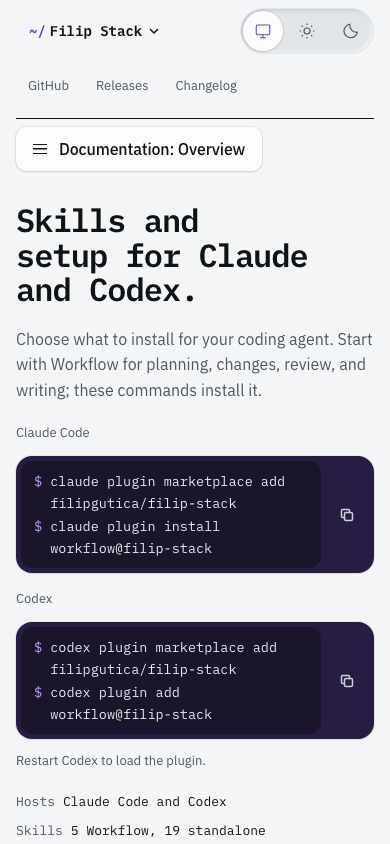 ~/ Filip Stack
GitHub Releases Changelog
Documentation: Overview
Skills and
setup for Claude
and Codex.
Choose what to install for your coding agent. Start
with Workflow for planning, changes, review, and
writing; these commands install it.
Claude Code
$ claude plugin marketplace add
filipgutica/filip-stack
$ claude plugin install
workflow@filip-stack
Codex
$ codex plugin marketplace add
filipgutica/filip-stack
$ codex plugin add
workflow@filip-stack
Restart Codex to load the plugin.
Hosts Claude Code and Codex
Skills 5 Workflow, 19 standalone